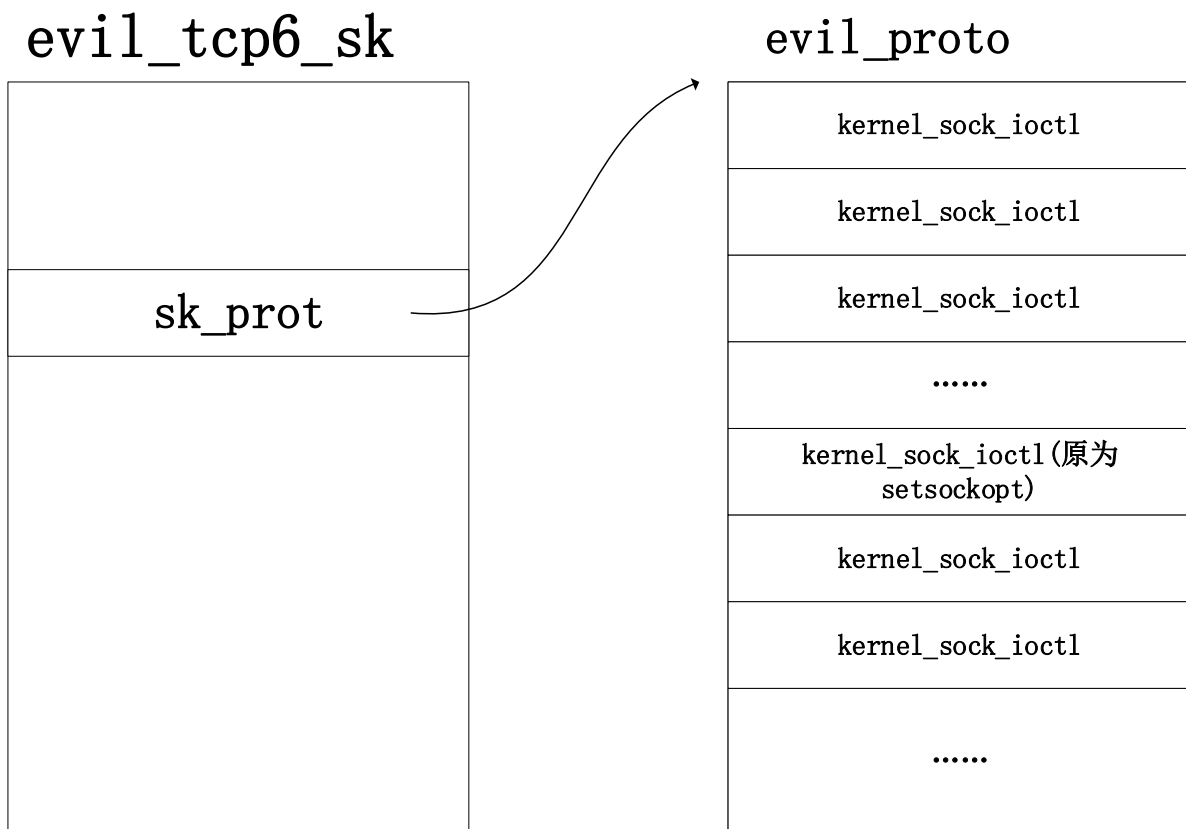 evil_tcp6_sk
sk_prot
evil_proto
kernel_sock_ioctl
kernel_sock_ioctl
kernel_sock_ioctl
……
kernel_sock_ioctl(原为
setsockopt)
kernel_sock_ioctl
kernel_sock_ioctl
……